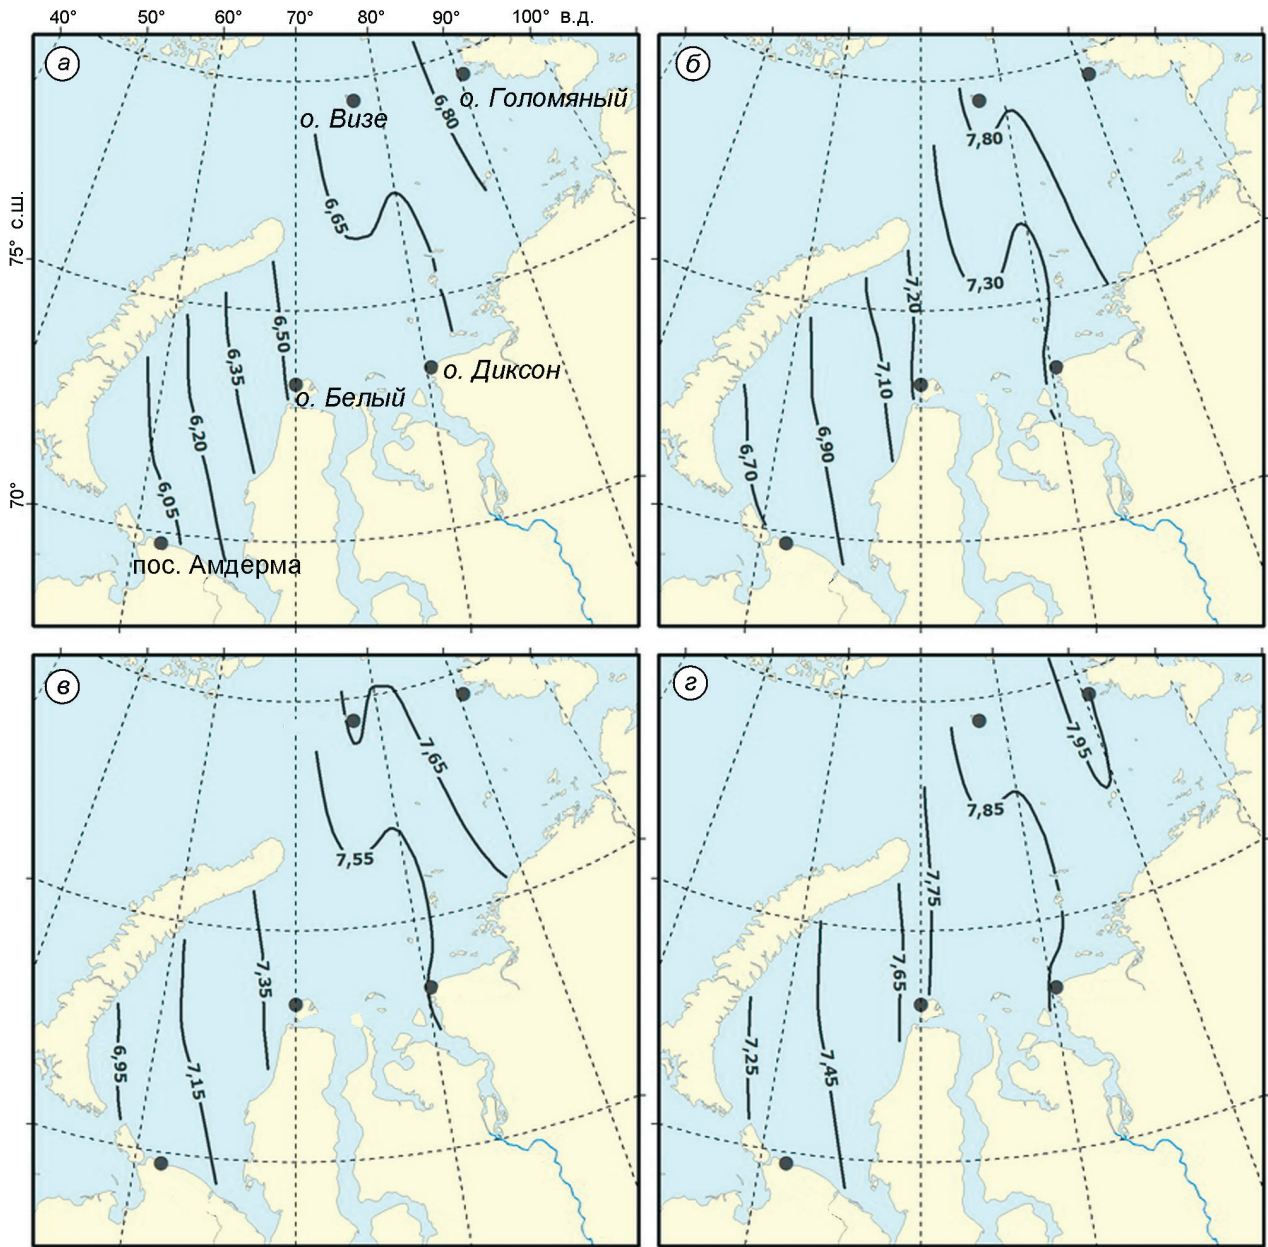 40° 50° 60° 70° 80° 90° 100° в.д.
75° с.ш.
70°
а
о. Голомяный
о. Визе
6,80
6,65
6,50
6,35
6,20
6,05
о. Диксон
о. Белый
пос. Амдерма
б
7,80
7,30
7,20
7,10
6,90
6,70
в
7,65
7,55
7,35
7,15
6,95
г
7,95
7,85
7,75
7,65
7,45
7,25